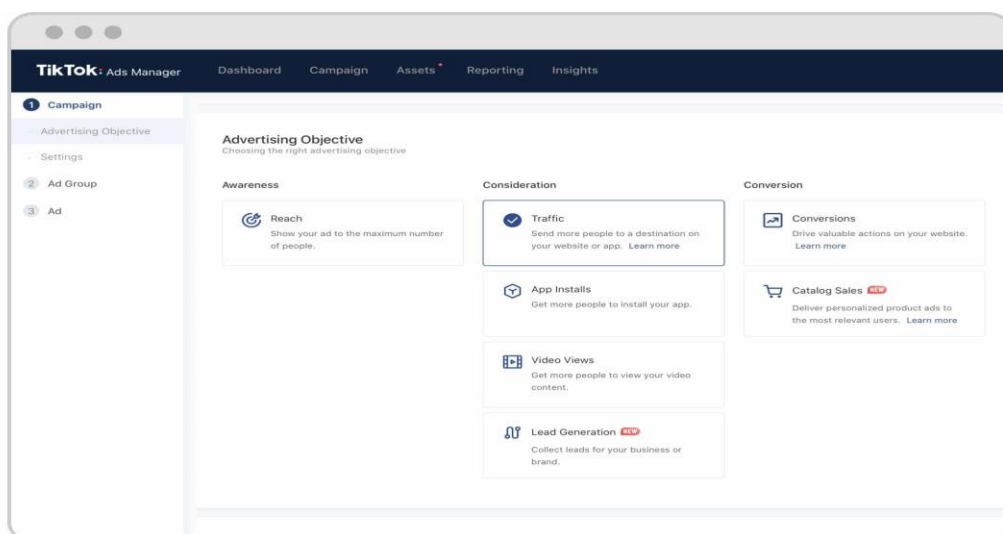 TikTok: Ads Manager Dashboard Campaign Assets Reporting Insights
1 Campaign
Advertising Objective
Settings
2 Ad Group
3 Ad
Advertising Objective
Choosing the right advertising objective
Awareness
Reach
Show your ad to the maximum number
of people.
Consideration
Traffic
Send more people to a destination on
your website or app. Learn more
App Installs
Get more people to install your app.
Video Views
Get more people to view your video
content.
Lead Generation NEW
Collect leads for your business or
brand.
Conversion
Conversions
Drive valuable actions on your website.
Learn more
Catalog Sales NEW
Deliver personalized product ads to
the most relevant users. Learn more